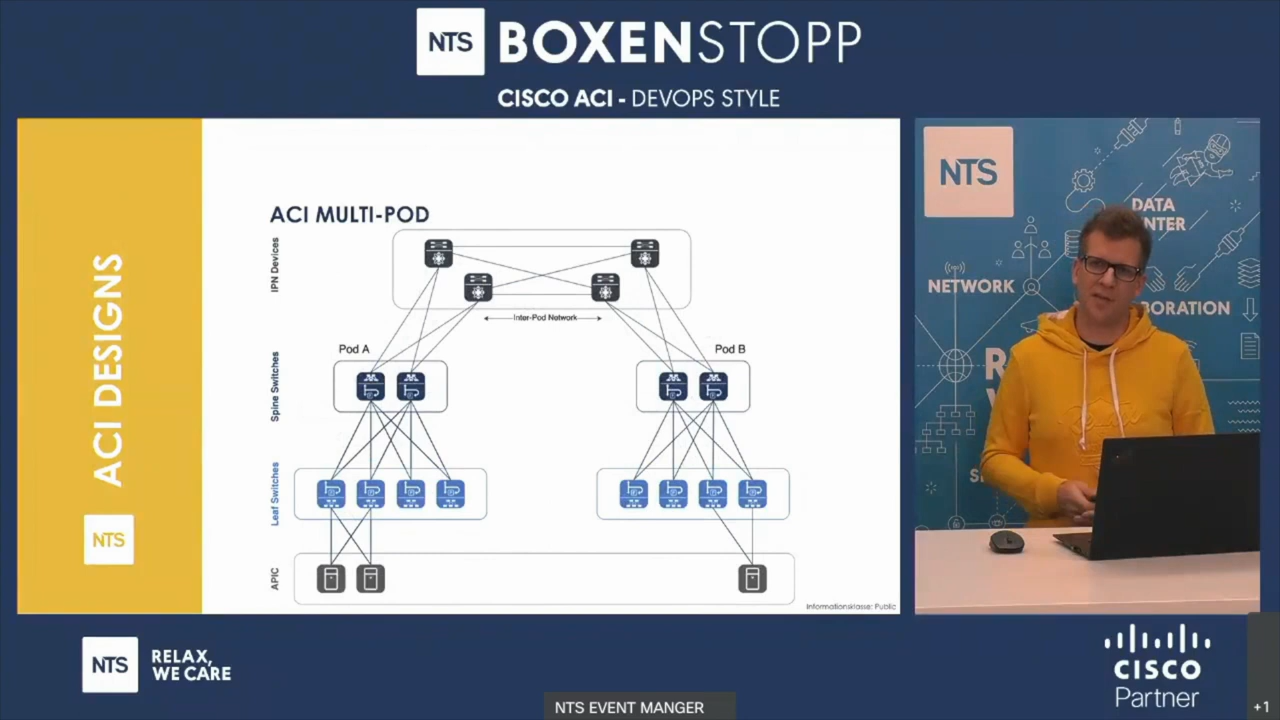 NTS BOXENSTOPP
CISCO ACI - DEVOPS STYLE
ACI DESIGNS
NTS
ACI MULTI-POD
IPN Devices
Inter-Pod Network
Pod A
Pod B
Spine Switches
Leaf Switches
APIC
Informationsklasse: Public
NTS
DATA
NTER
NETWORK
BORATION
R
NTS RELAX,
WE CARE
CISCO
Partner
NTS EVENT MANGER
+1